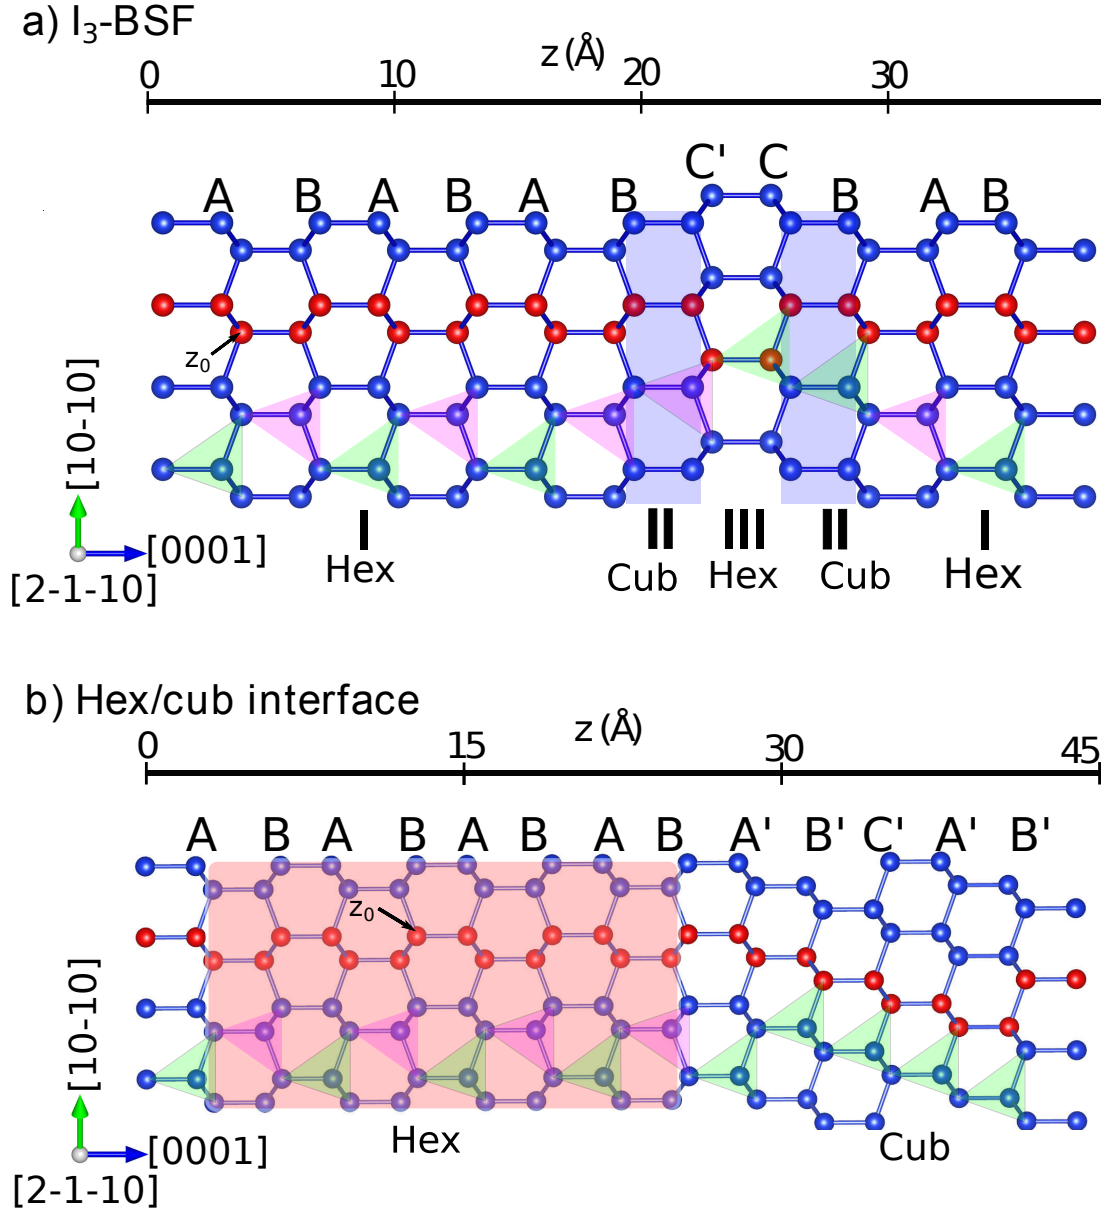 a) I₃-BSF
z (Å)
0 10 20 30
C' C
A B A B A B B A B
z₀
[10-10]
I II III II I
[0001]
Hex Cub Hex Cub Hex
[2-1-10]
b) Hex/cub interface
z (Å)
0 15 30 45
A B A B A B A B A' B' C' A' B'
z₀
[10-10]
Hex Cub
[0001]
[2-1-10]